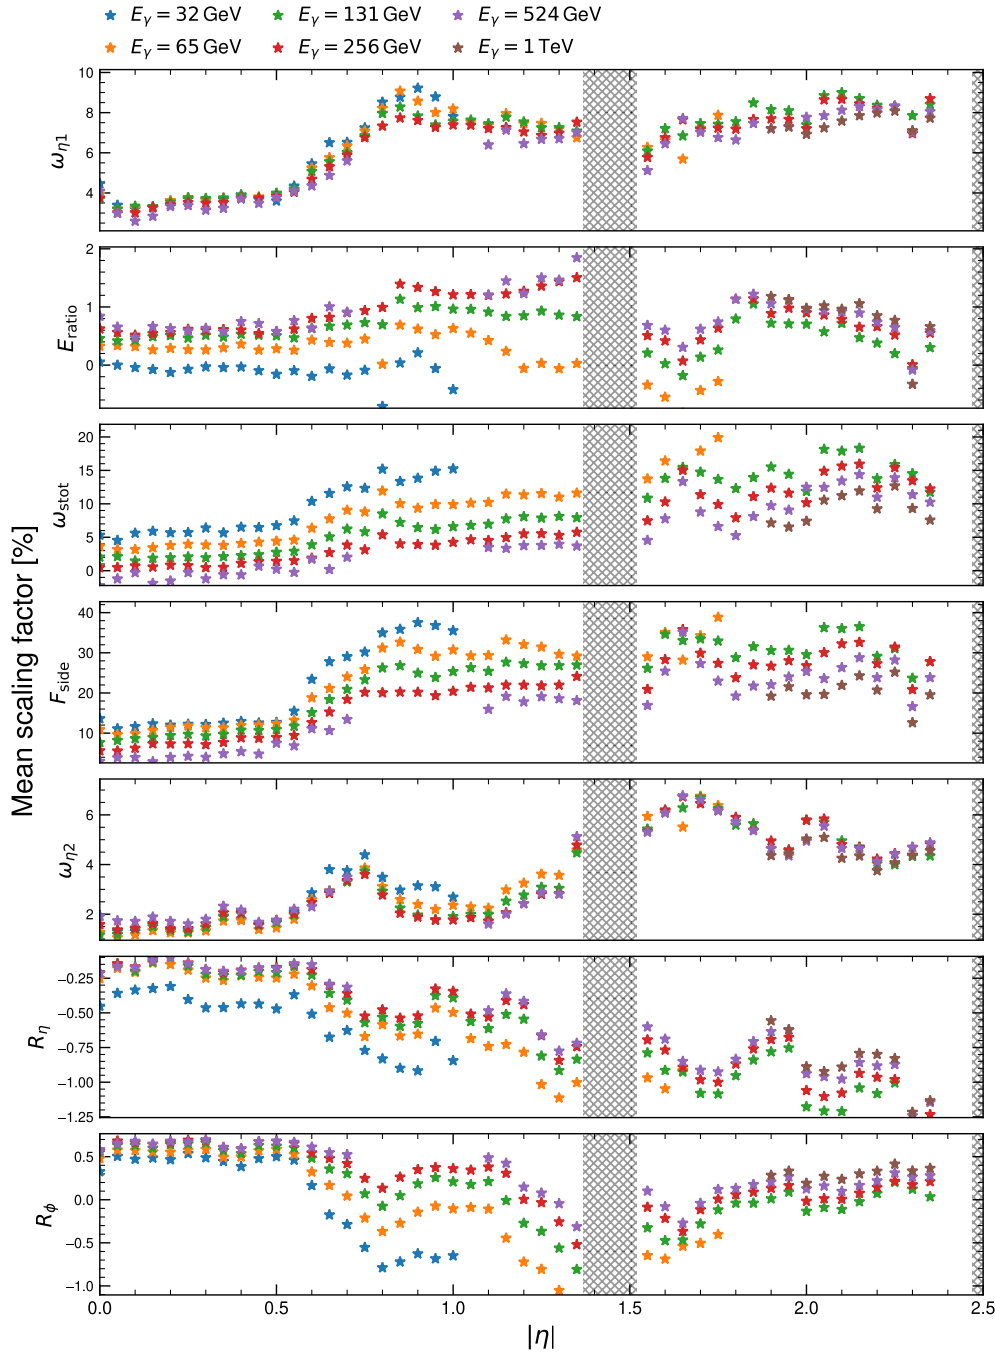 E_γ = 32 GeV E_γ = 131 GeV E_γ = 524 GeV
E_γ = 65 GeV E_γ = 256 GeV E_γ = 1 TeV
Mean scaling factor [%]
ω_η1
10
8
6
4
E_ratio
2
1
0
ω_stot
20
15
10
5
0
F_side
40
30
20
10
ω_η2
6
4
2
R_η
−0.25
−0.50
−0.75
−1.00
−1.25
R_ϕ
0.5
0.0
−0.5
−1.0
0.0 0.5 1.0 1.5 2.0 2.5
|η|